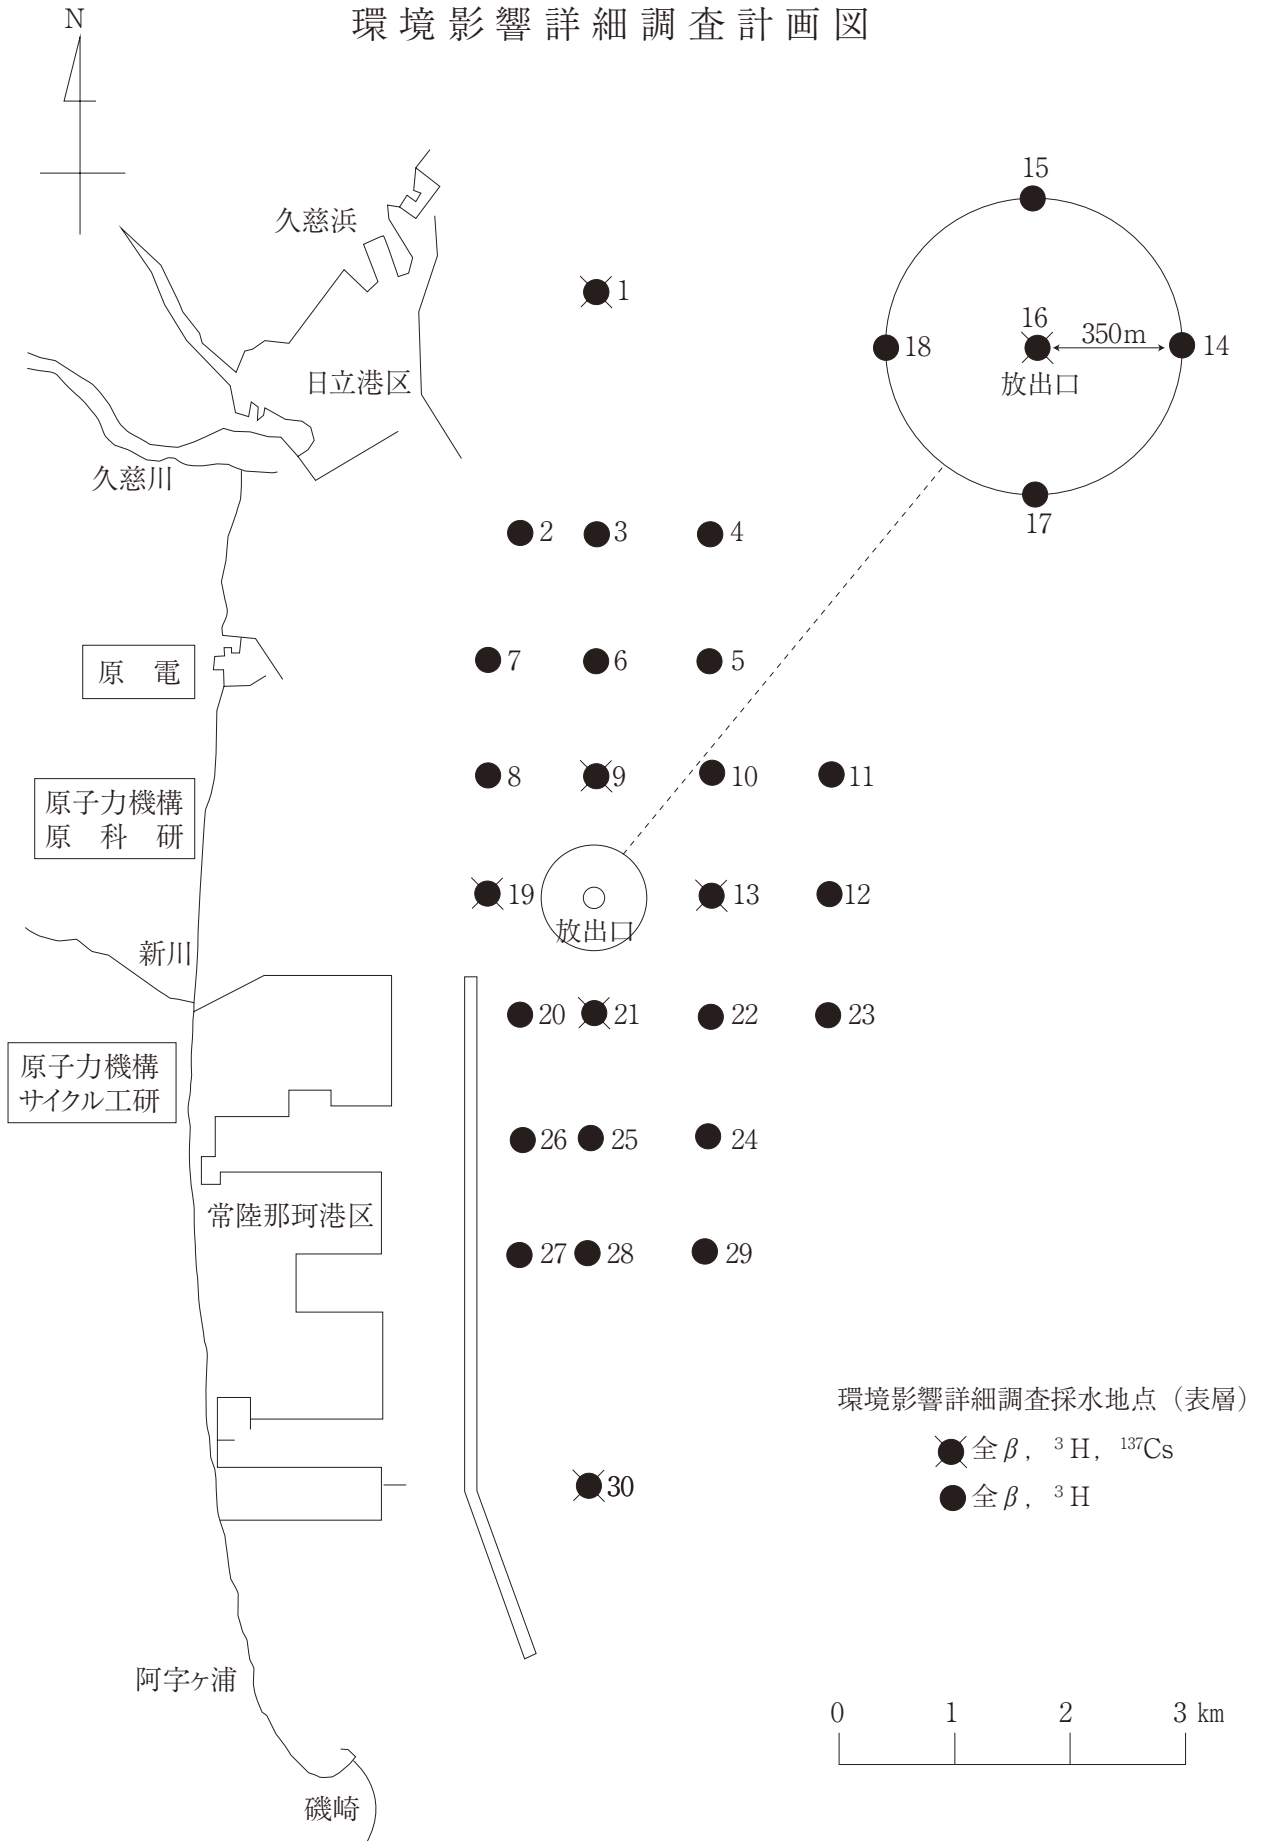 環境影響詳細調査計画図
N
15
久慈浜
1
16
350m
18
14
放出口
日立港区
17
久慈川
2
3
4
原 電
7
6
5
8
9
10
11
原子力機構
原 科 研
19
13
12
放出口
新川
20
21
22
23
原子力機構
サイクル工研
26
25
24
常陸那珂港区
27
28
29
環境影響詳細調査採水地点（表層）
全β, ³H, ¹³⁷Cs
全β, ³H
30
阿字ヶ浦
0 1 2 3 km
磯崎